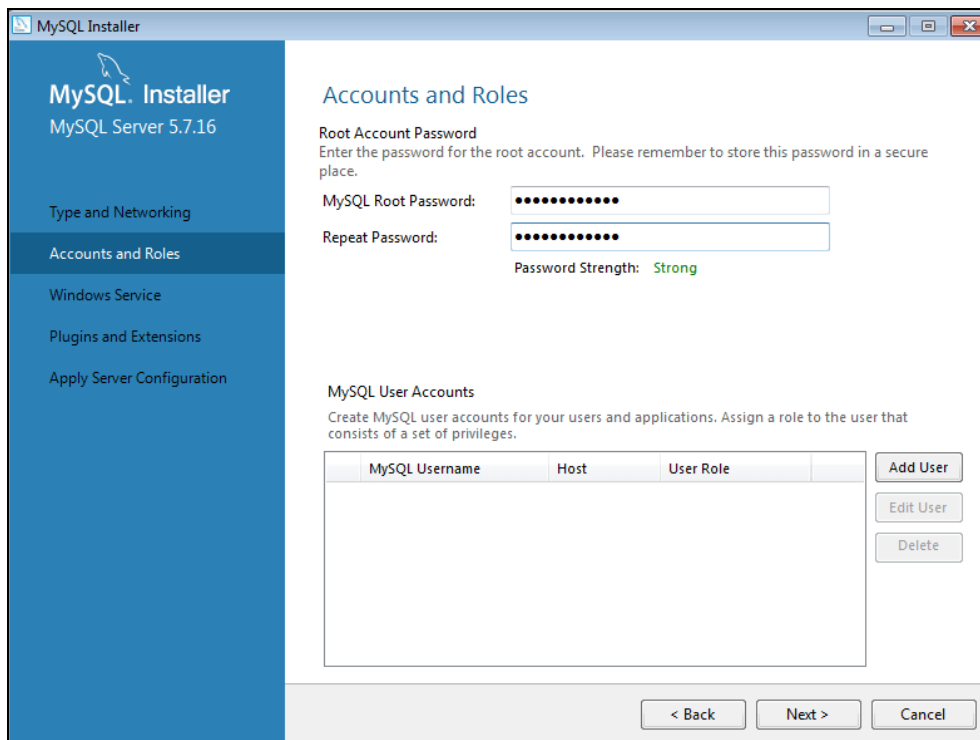 MySQL Installer
MySQL. Installer
MySQL Server 5.7.16
Type and Networking
Accounts and Roles
Windows Service
Plugins and Extensions
Apply Server Configuration
Accounts and Roles
Root Account Password
Enter the password for the root account.  Please remember to store this password in a secure
place.
MySQL Root Password: ●●●●●●●●●●●●
Repeat Password: ●●●●●●●●●●●●
Password Strength: Strong
MySQL User Accounts
Create MySQL user accounts for your users and applications. Assign a role to the user that
consists of a set of privileges.
MySQL Username Host User Role
Add User
Edit User
Delete
< Back Next > Cancel